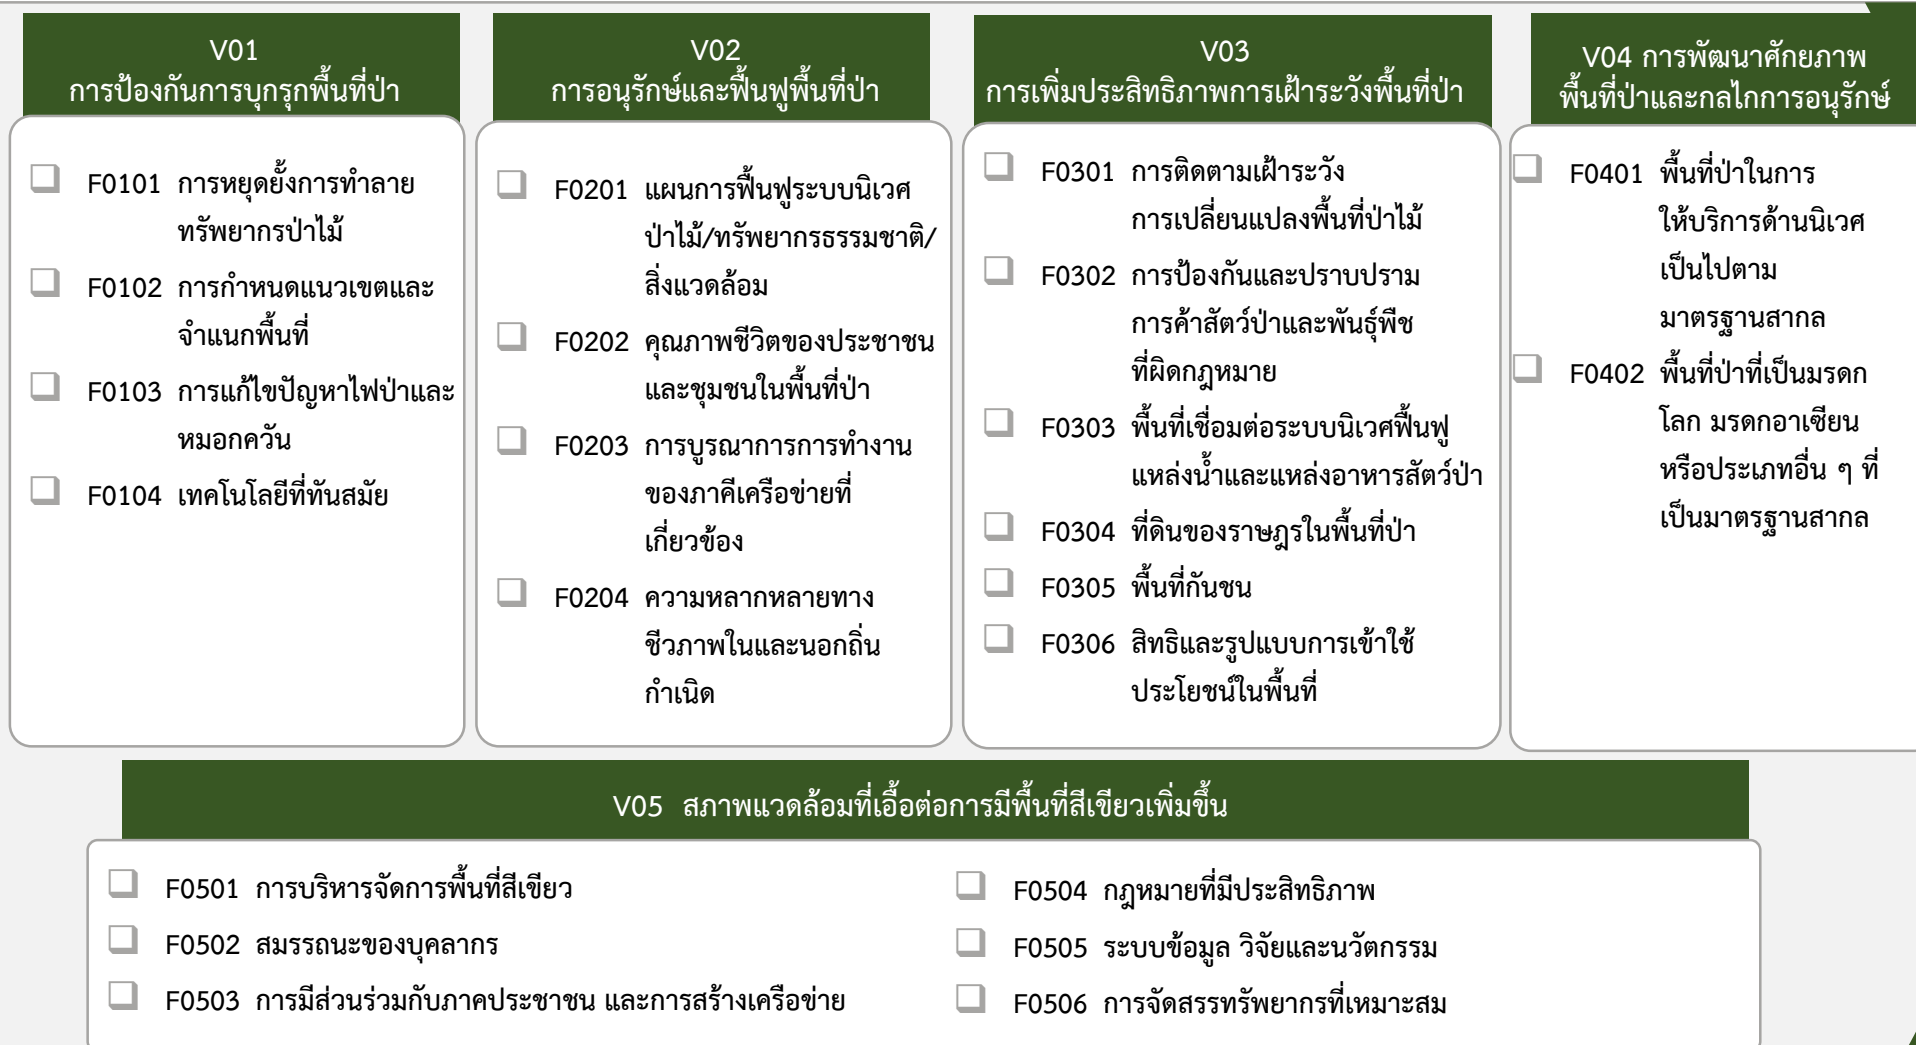 V01
การป้องกันการบุกรุกพื้นที่ป่า
F0101 การหยุดยั้งการทำลาย
ทรัพยากรป่าไม้
F0102 การกำหนดแนวเขตและ
จำแนกพื้นที่
F0103 การแก้ไขปัญหาไฟป่าและ
หมอกควัน
F0104 เทคโนโลยีที่ทันสมัย
V02
การอนุรักษ์และฟื้นฟูพื้นที่ป่า
F0201 แผนการฟื้นฟูระบบนิเวศ
ป่าไม้/ทรัพยากรธรรมชาติ/
สิ่งแวดล้อม
F0202 คุณภาพชีวิตของประชาชน
และชุมชนในพื้นที่ป่า
F0203 การบูรณาการการทำงาน
ของภาคีเครือข่ายที่
เกี่ยวข้อง
F0204 ความหลากหลายทาง
ชีวภาพในและนอกถิ่น
กำเนิด
V03
การเพิ่มประสิทธิภาพการเฝ้าระวังพื้นที่ป่า
F0301 การติดตามเฝ้าระวัง
การเปลี่ยนแปลงพื้นที่ป่าไม้
F0302 การป้องกันและปราบปราม
การค้าสัตว์ป่าและพันธุ์พืช
ที่ผิดกฎหมาย
F0303 พื้นที่เชื่อมต่อระบบนิเวศฟื้นฟู
แหล่งน้ำและแหล่งอาหารสัตว์ป่า
F0304 ที่ดินของราษฎรในพื้นที่ป่า
F0305 พื้นที่กันชน
F0306 สิทธิและรูปแบบการเข้าใช้
ประโยชน์ในพื้นที่
V04 การพัฒนาศักยภาพ
พื้นที่ป่าและกลไกการอนุรักษ์
F0401 พื้นที่ป่าในการ
ให้บริการด้านนิเวศ
เป็นไปตาม
มาตรฐานสากล
F0402 พื้นที่ป่าที่เป็นมรดก
โลก มรดกอาเซียน
หรือประเภทอื่น ๆ ที่
เป็นมาตรฐานสากล
V05 สภาพแวดล้อมที่เอื้อต่อการมีพื้นที่สีเขียวเพิ่มขึ้น
F0501 การบริหารจัดการพื้นที่สีเขียว
F0502 สมรรถนะของบุคลากร
F0503 การมีส่วนร่วมกับภาคประชาชน และการสร้างเครือข่าย
F0504 กฎหมายที่มีประสิทธิภาพ
F0505 ระบบข้อมูล วิจัยและนวัตกรรม
F0506 การจัดสรรทรัพยากรที่เหมาะสม